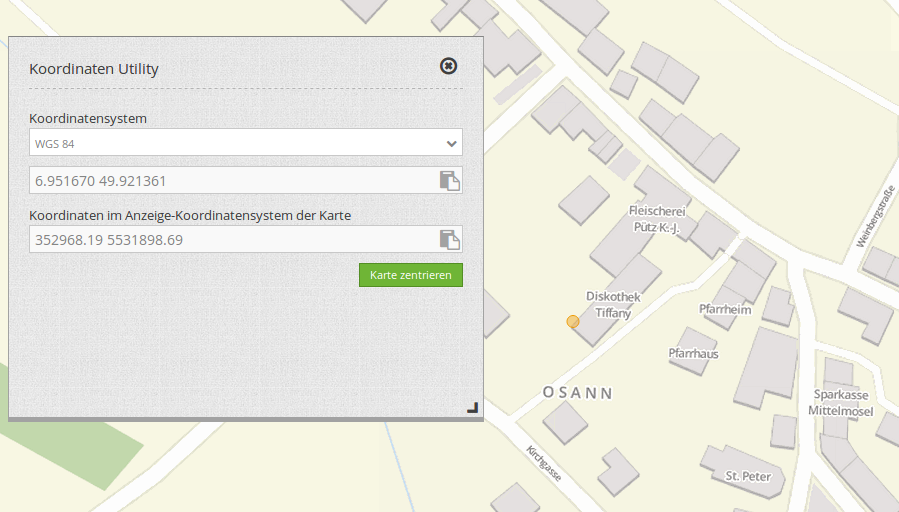 Koordinaten Utility
Koordinatensystem
WGS 84
6.951670 49.921361
Koordinaten im Anzeige-Koordinatensystem der Karte
352968.19 5531898.69
Karte zentrieren
Weinbergstraße
Fleischerei
Pütz K.-J.
Diskothek
Tiffany
Pfarrheim
Pfarrhaus
OSANN
Sparkasse
Mittelmosel
Kirchgasse
St. Peter